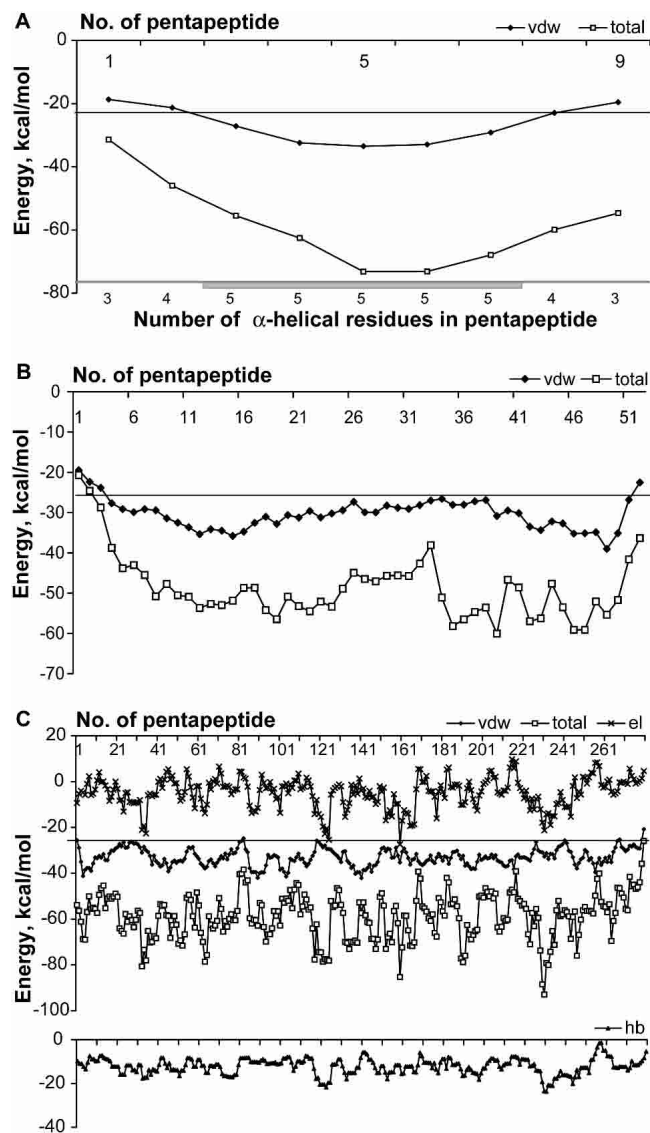 A
No. of pentapeptide
vdw total
0
1 5 9
-20
-40
-60
-80
Energy, kcal/mol
3 4 5 5 5 5 5 4 3
Number of α-helical residues in pentapeptide
B
No. of pentapeptide
vdw total
0
1 6 11 16 21 26 31 36 41 46 51
-10
-20
-30
-40
-50
-60
-70
Energy, kcal/mol
C
No. of pentapeptide
vdw total el
20
1 21 41 61 81 101 121 141 161 181 201 221 241 261
0
-20
-40
-60
-80
-100
Energy, kcal/mol
hb
0
-20
-40